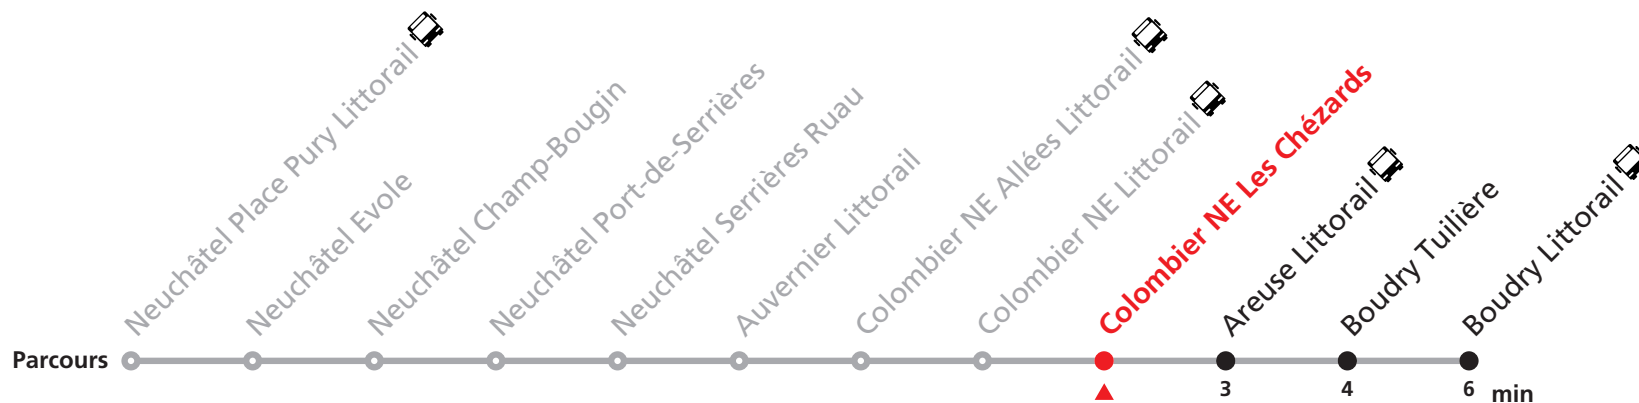 Neuchâtel Place Pury Littorail
Neuchâtel Evole
Neuchâtel Champ-Bougin
Neuchâtel Port-de-Serrières
Neuchâtel Serrières Ruau
Auvernier Littorail
Colombier NE Allées Littorail
Colombier NE Littorail
Colombier NE Les Chézards
Areuse Littorail
Boudry Tuilière
Boudry Littorail
Parcours
3 4 6 min